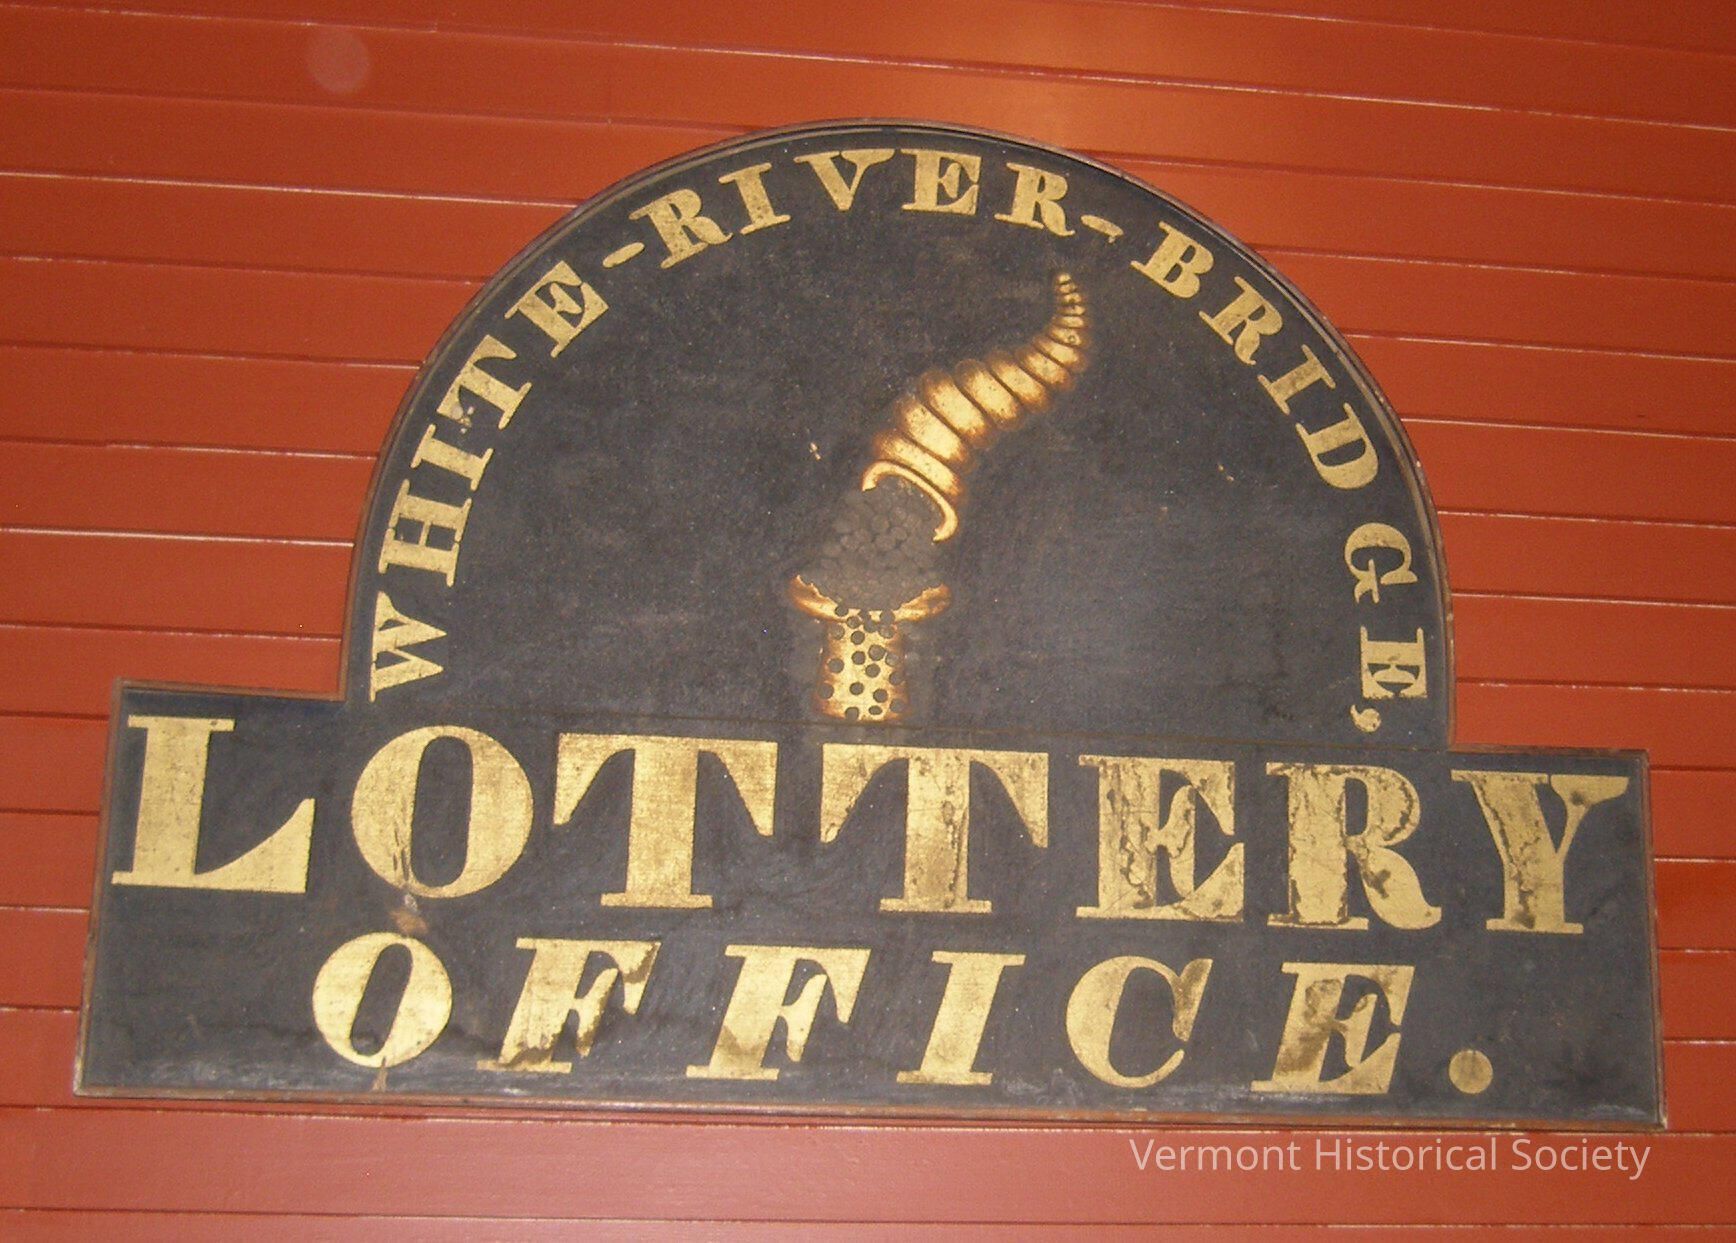 WHITE-RIVER-BRIDGE,
LOTTERY
OFFICE.
Vermont Historical Society